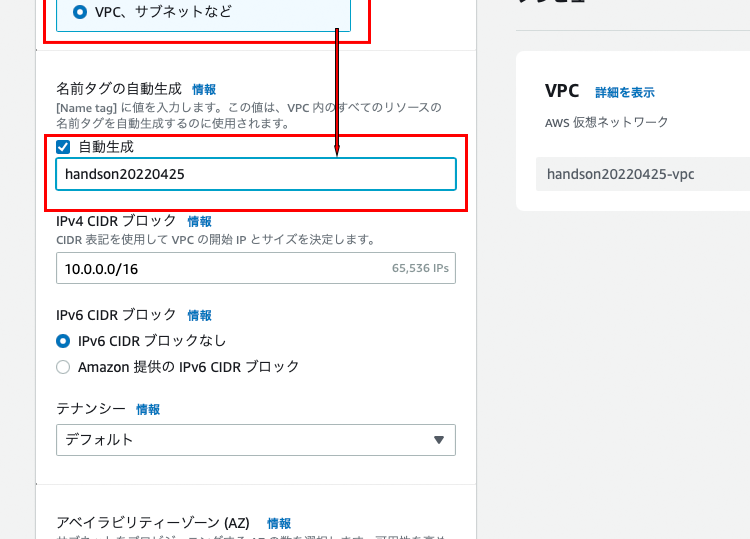 VPC、サブネットなど
名前タグの自動生成 情報
[Name tag] に値を入力します。この値は、VPC 内のすべてのリソースの
名前タグを自動生成するのに使用されます。
自動生成
handson20220425
IPv4 CIDR ブロック 情報
CIDR 表記を使用して VPC の開始 IP とサイズを決定します。
10.0.0.0/16 65,536 IPs
IPv6 CIDR ブロック 情報
IPv6 CIDR ブロックなし
Amazon 提供の IPv6 CIDR ブロック
テナンシー 情報
デフォルト
アベイラビリティーゾーン (AZ) 情報
VPC 詳細を表示
AWS 仮想ネットワーク
handson20220425-vpc